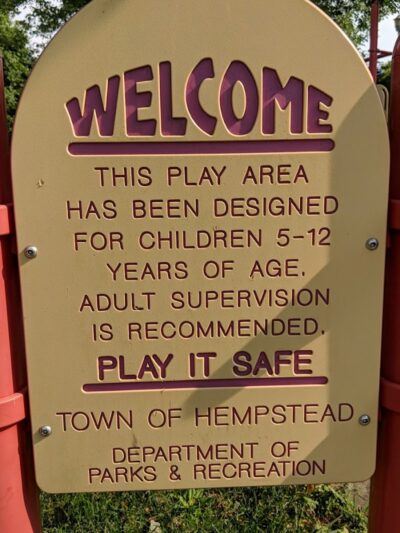 WELCOME
THIS PLAY AREA
HAS BEEN DESIGNED
FOR CHILDREN 5-12
YEARS OF AGE.
ADULT SUPERVISION
IS RECOMMENDED.
PLAY IT SAFE
TOWN OF HEMPSTEAD
DEPARTMENT OF
PARKS & RECREATION